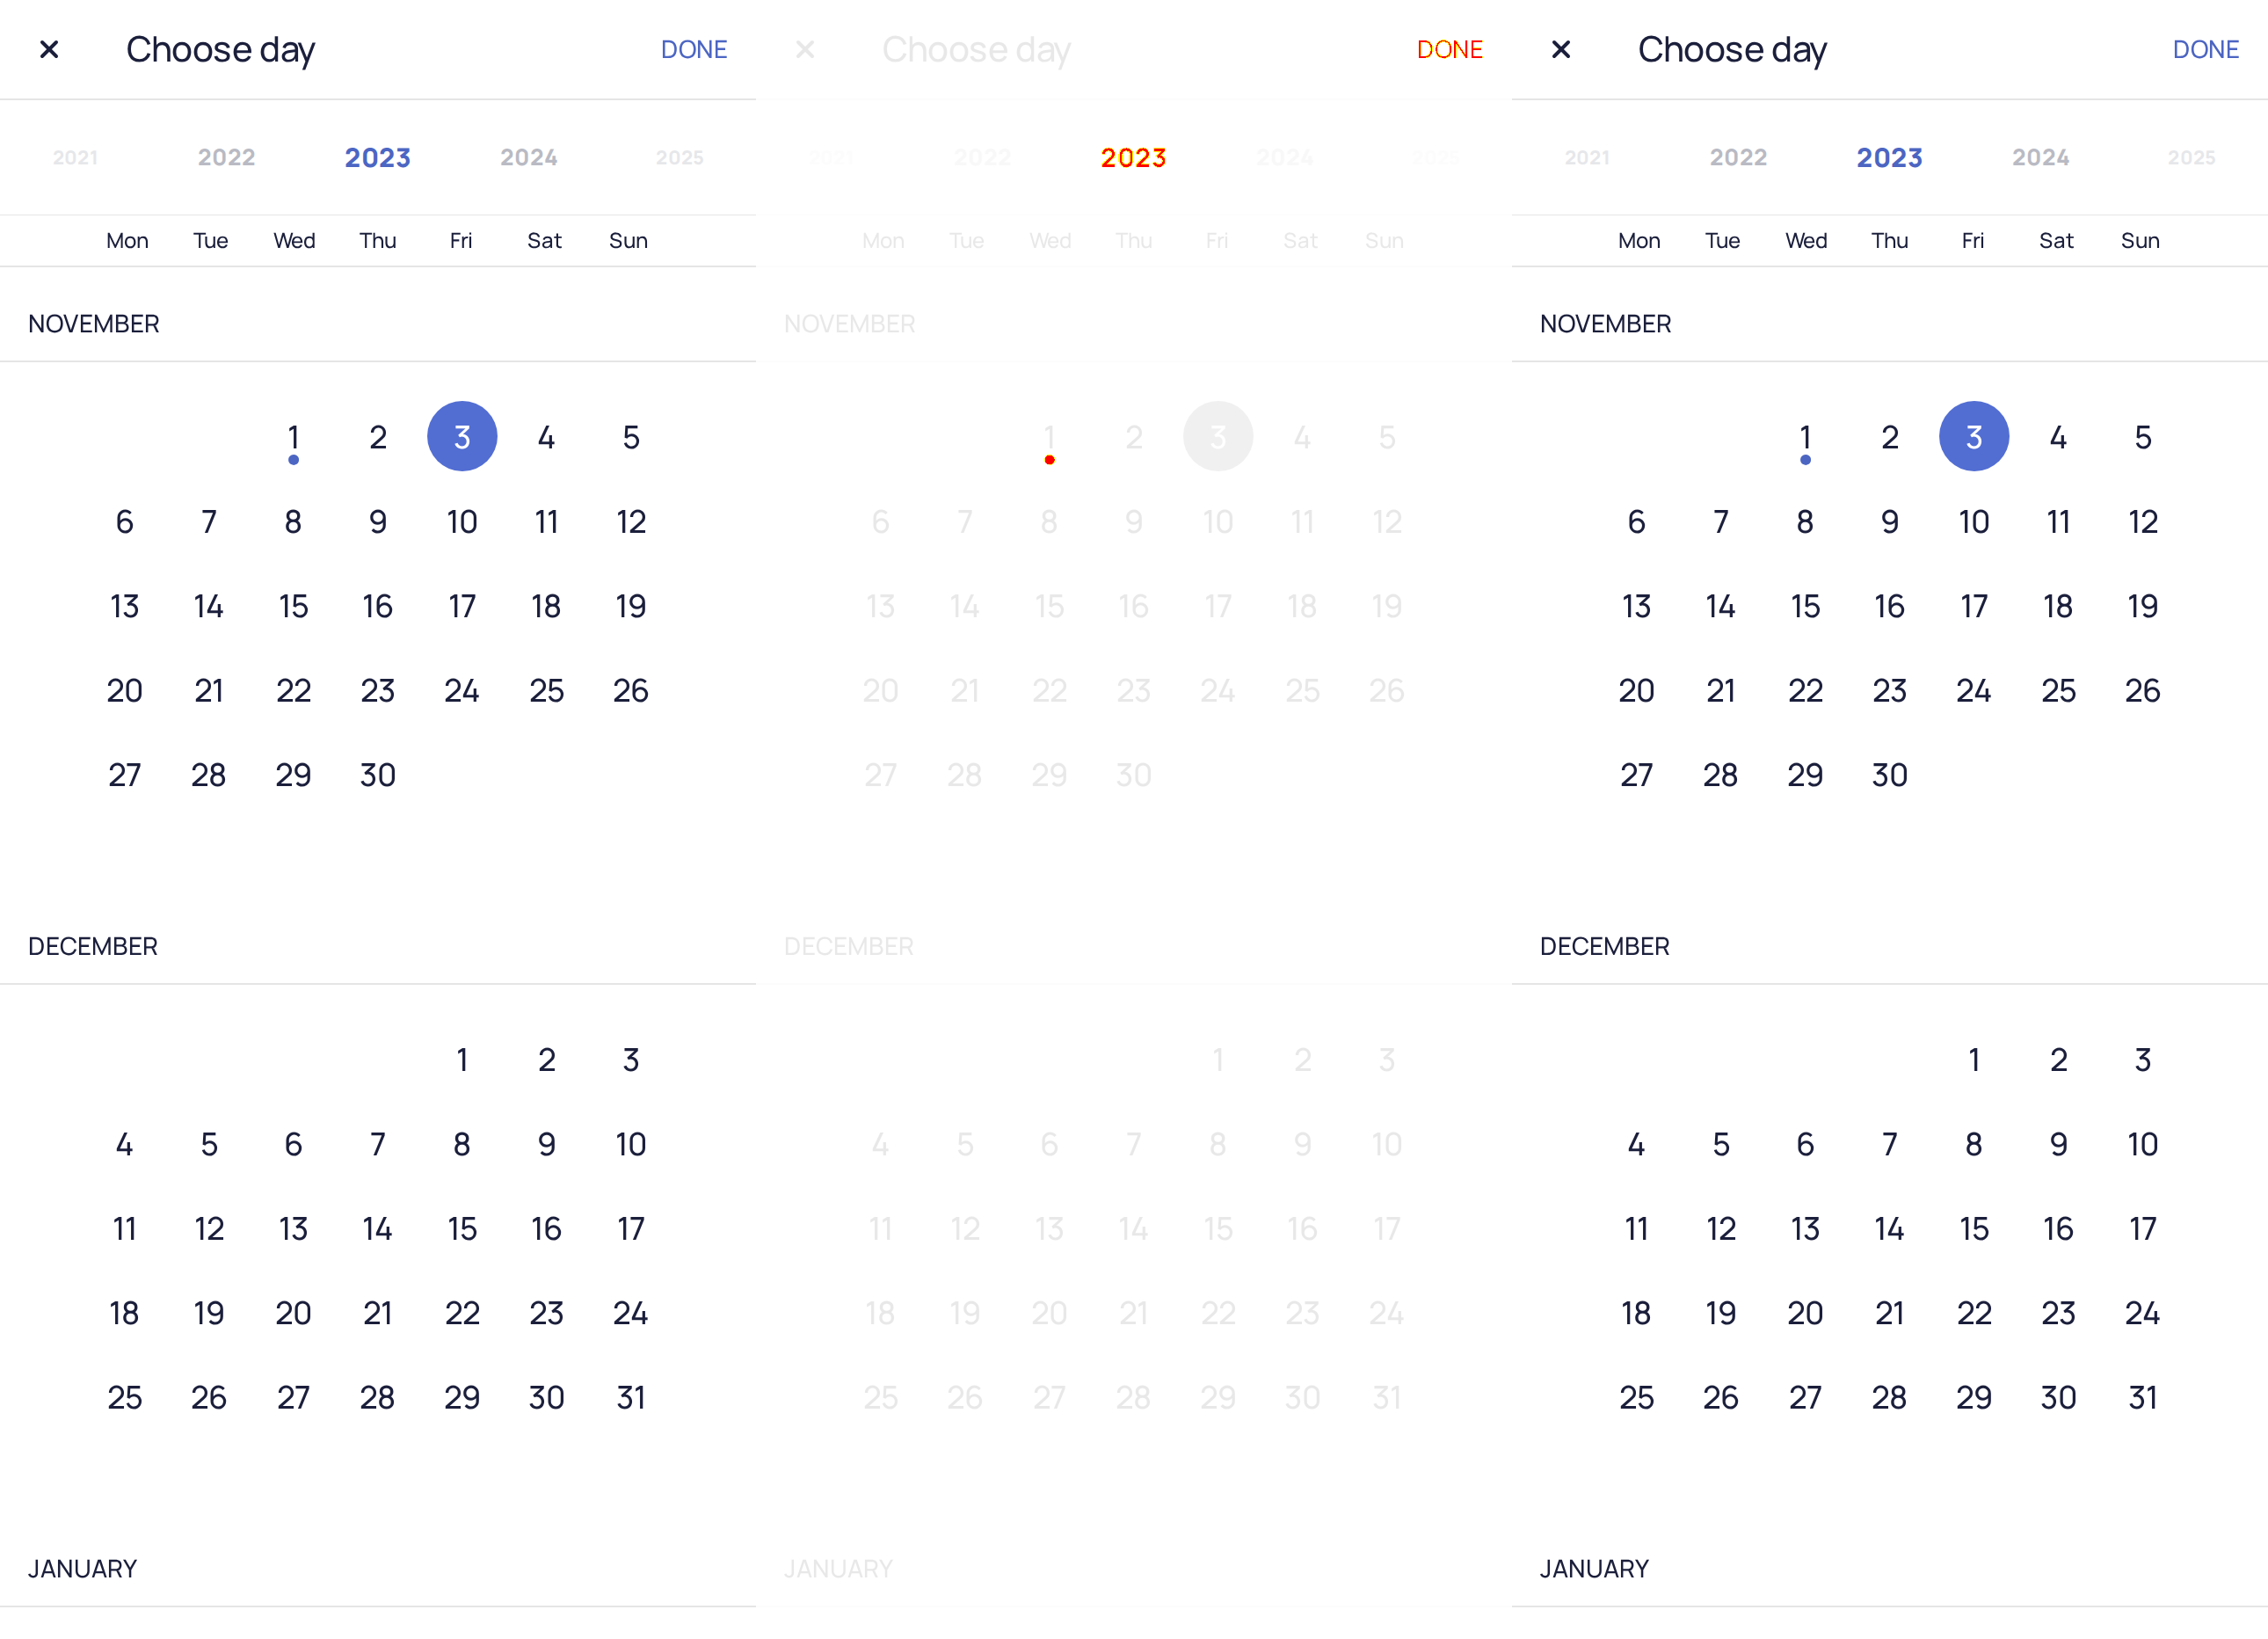 Choose day DONE
2021 2022 2023 2024 2025
Mon Tue Wed Thu Fri Sat Sun
NOVEMBER
1 2 3 4 5
6 7 8 9 10 11 12
13 14 15 16 17 18 19
20 21 22 23 24 25 26
27 28 29 30
DECEMBER
1 2 3
4 5 6 7 8 9 10
11 12 13 14 15 16 17
18 19 20 21 22 23 24
25 26 27 28 29 30 31
JANUARY
Choose day DONE
2021 2022 2023 2024 2025
Mon Tue Wed Thu Fri Sat Sun
NOVEMBER
1 2 3 4 5
6 7 8 9 10 11 12
13 14 15 16 17 18 19
20 21 22 23 24 25 26
27 28 29 30
DECEMBER
1 2 3
4 5 6 7 8 9 10
11 12 13 14 15 16 17
18 19 20 21 22 23 24
25 26 27 28 29 30 31
JANUARY
Choose day DONE
2021 2022 2023 2024 2025
Mon Tue Wed Thu Fri Sat Sun
NOVEMBER
1 2 3 4 5
6 7 8 9 10 11 12
13 14 15 16 17 18 19
20 21 22 23 24 25 26
27 28 29 30
DECEMBER
1 2 3
4 5 6 7 8 9 10
11 12 13 14 15 16 17
18 19 20 21 22 23 24
25 26 27 28 29 30 31
JANUARY